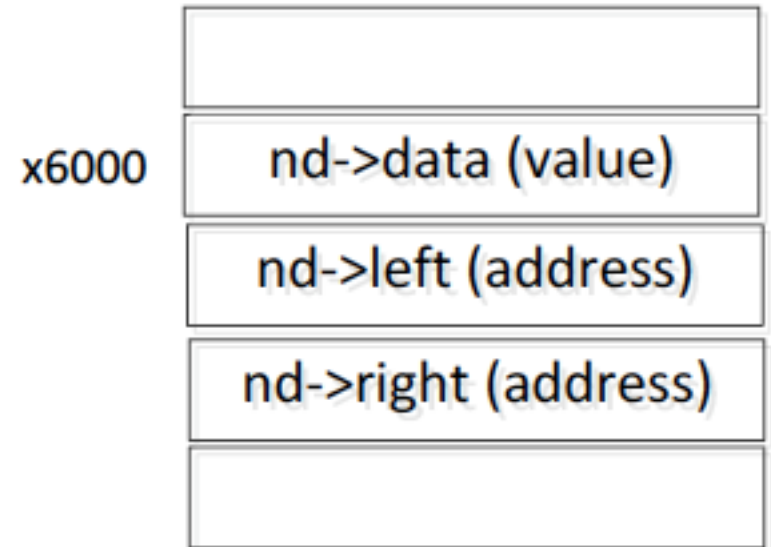 x6000
nd->data (value)
nd->left (address)
nd->right (address)